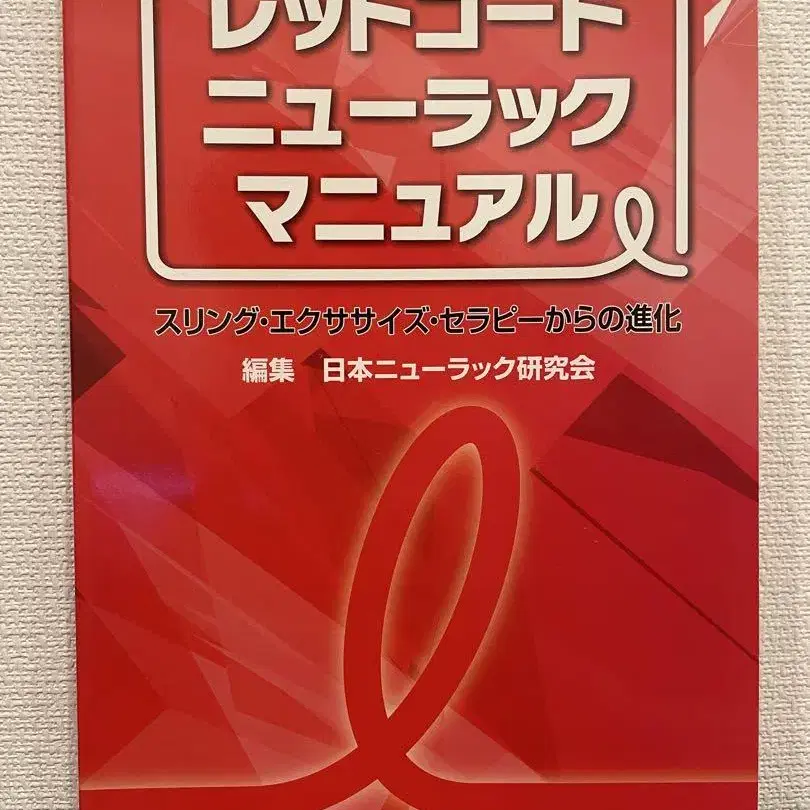 レッドコード
ニューラック
マニュアル
スリング・エクササイズ・セラピーからの進化
編集　日本ニューラック研究会